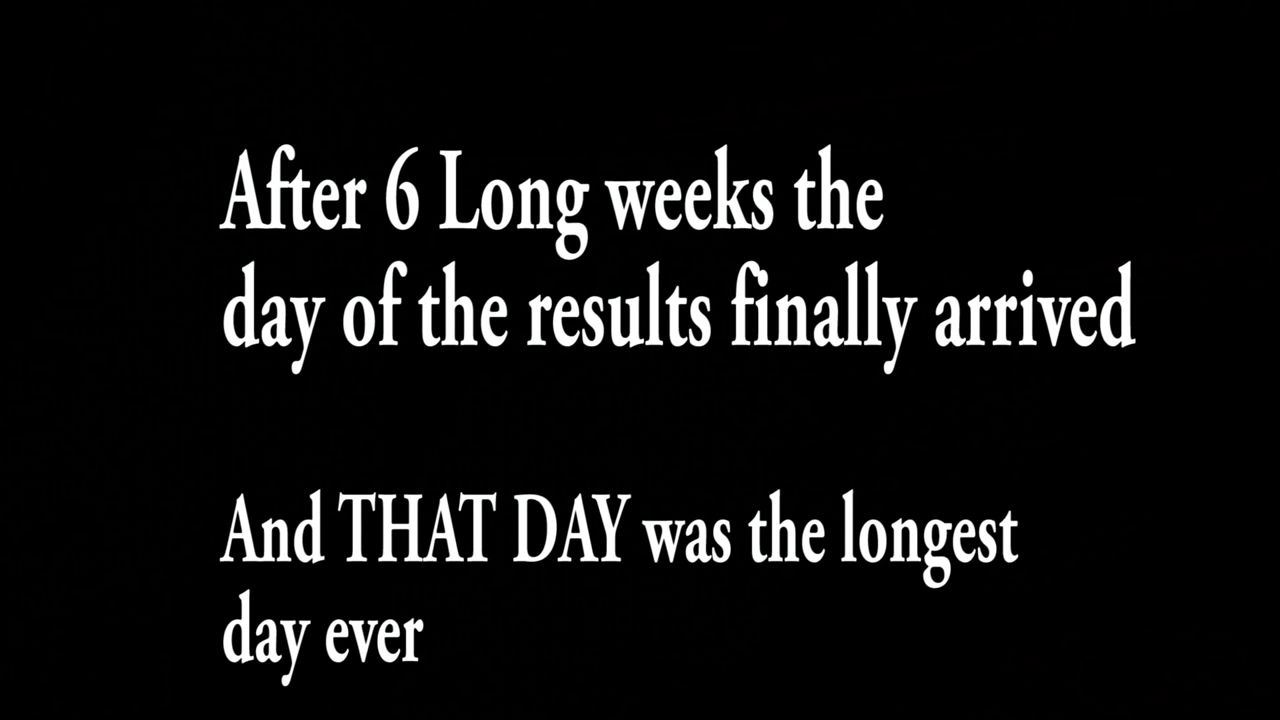 After 6 Long weeks the
day of the results finally arrived
And THAT DAY was the longest
day ever